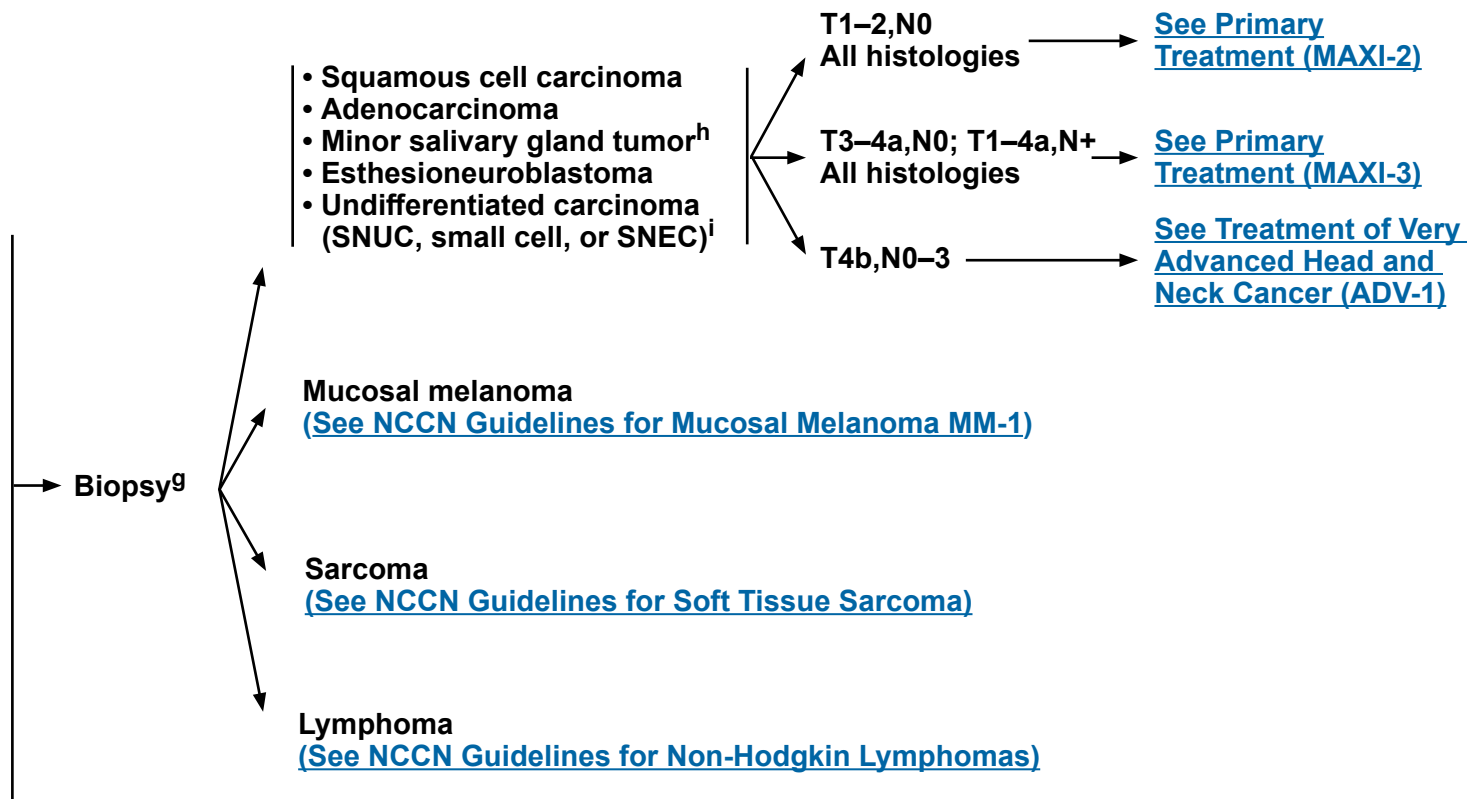 T1–2,N0
All histologies
See Primary
Treatment (MAXI-2)
• Squamous cell carcinoma
• Adenocarcinoma
• Minor salivary gland tumorh
• Esthesioneuroblastoma
• Undifferentiated carcinoma
(SNUC, small cell, or SNEC)i
T3–4a,N0; T1–4a,N+
All histologies
See Primary
Treatment (MAXI-3)
T4b,N0–3
See Treatment of Very
Advanced Head and
Neck Cancer (ADV-1)
Mucosal melanoma
(See NCCN Guidelines for Mucosal Melanoma MM-1)
Biopsyg
Sarcoma
(See NCCN Guidelines for Soft Tissue Sarcoma)
Lymphoma
(See NCCN Guidelines for Non-Hodgkin Lymphomas)